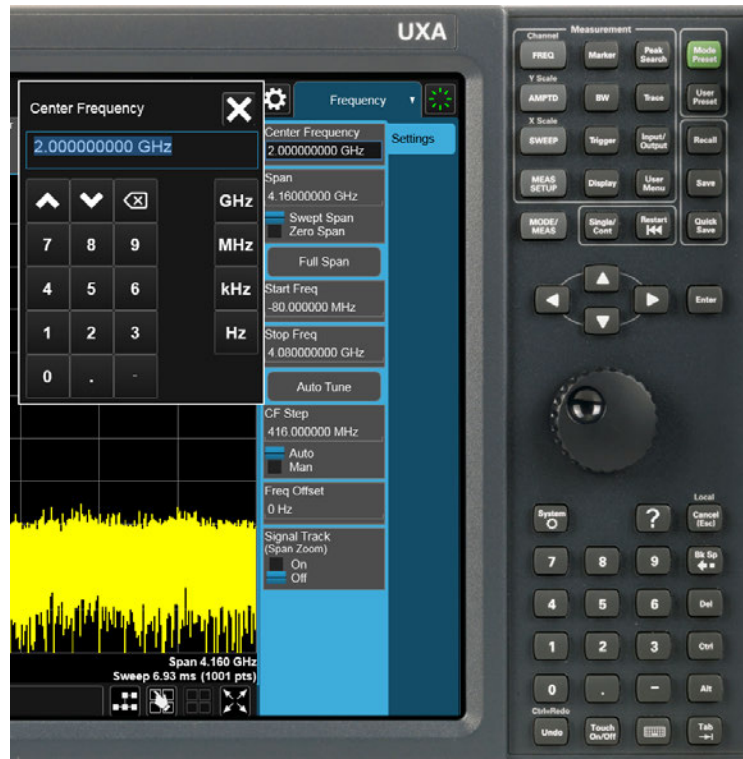 UXA
Center Frequency
2.000000000 GHz
GHz
7 8 9 MHz
4 5 6 kHz
1 2 3 Hz
0 . -
Frequency
Center Frequency
2.000000000 GHz
Span
4.16000000 GHz
Swept Span
Zero Span
Full Span
Start Freq
-80.000000 MHz
Stop Freq
4.080000000 GHz
Auto Tune
CF Step
416.000000 MHz
Auto
Man
Freq Offset
0 Hz
Signal Track
(Span Zoom)
On
Off
Settings
Span 4.160 GHz
Sweep 6.93 ms (1001 pts)
Measurement
Channel
FREQ Marker Peak Search Mode Preset
Y Scale
AMPTD BW Trace User Preset
X Scale
SWEEP Trigger Input/ Output Recall
MEAS SETUP Display User Menu Save
MODE/ MEAS Single/ Cont Restart Quick Save
Enter
Local
System ? Cancel (Esc)
7 8 9 Bk Sp
4 5 6 Del
1 2 3 Ctrl
0 . - Alt
Ctrl=Redo
Undo Touch On/Off Tab